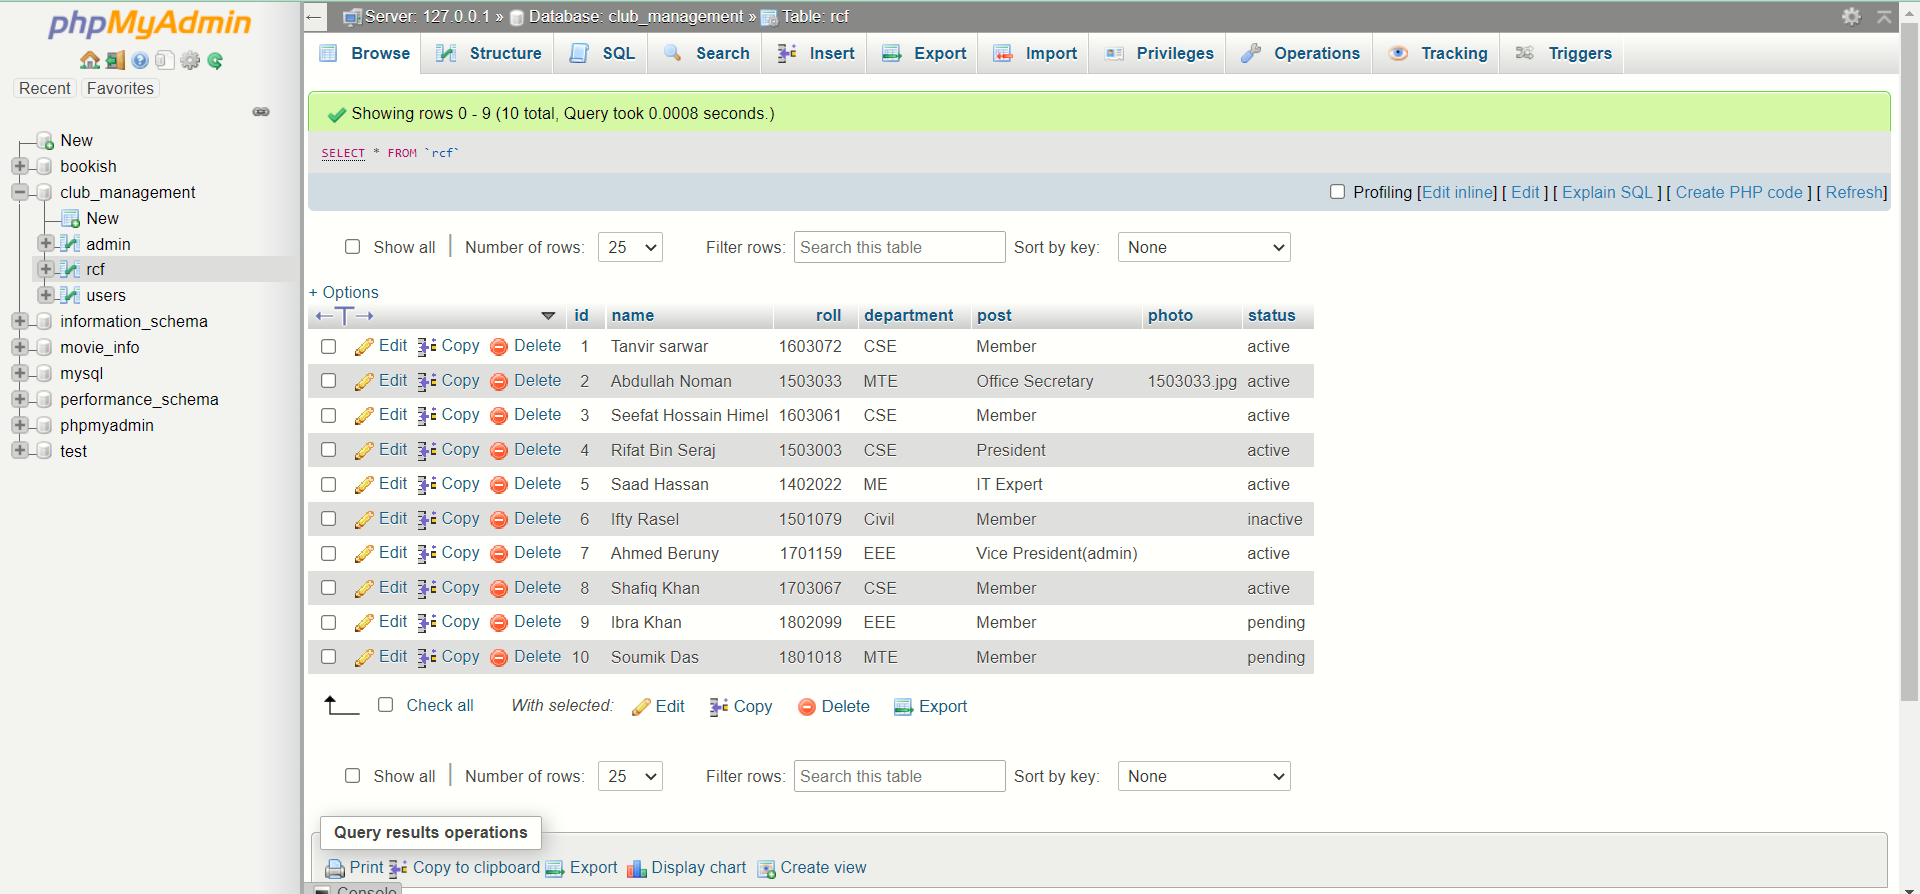 phpMyAdmin
Recent Favorites
New
bookish
club_management
New
admin
rcf
users
information_schema
movie_info
mysql
performance_schema
phpmyadmin
test
← Server: 127.0.0.1 » Database: club_management » Table: rcf
Browse Structure SQL Search Insert Export Import Privileges Operations Tracking Triggers
Showing rows 0 - 9 (10 total, Query took 0.0008 seconds.)
SELECT * FROM `rcf`
Profiling [Edit inline] [ Edit ] [ Explain SQL ] [ Create PHP code ] [ Refresh]
Show all | Number of rows: 25 Filter rows: Search this table Sort by key: None
+ Options
←T→ id name roll department post photo status
Edit Copy Delete 1 Tanvir sarwar 1603072 CSE Member active
Edit Copy Delete 2 Abdullah Noman 1503033 MTE Office Secretary 1503033.jpg active
Edit Copy Delete 3 Seefat Hossain Himel 1603061 CSE Member active
Edit Copy Delete 4 Rifat Bin Seraj 1503003 CSE President active
Edit Copy Delete 5 Saad Hassan 1402022 ME IT Expert active
Edit Copy Delete 6 Ifty Rasel 1501079 Civil Member inactive
Edit Copy Delete 7 Ahmed Beruny 1701159 EEE Vice President(admin) active
Edit Copy Delete 8 Shafiq Khan 1703067 CSE Member active
Edit Copy Delete 9 Ibra Khan 1802099 EEE Member pending
Edit Copy Delete 10 Soumik Das 1801018 MTE Member pending
Check all With selected: Edit Copy Delete Export
Show all | Number of rows: 25 Filter rows: Search this table Sort by key: None
Query results operations
Print Copy to clipboard Export Display chart Create view
Console